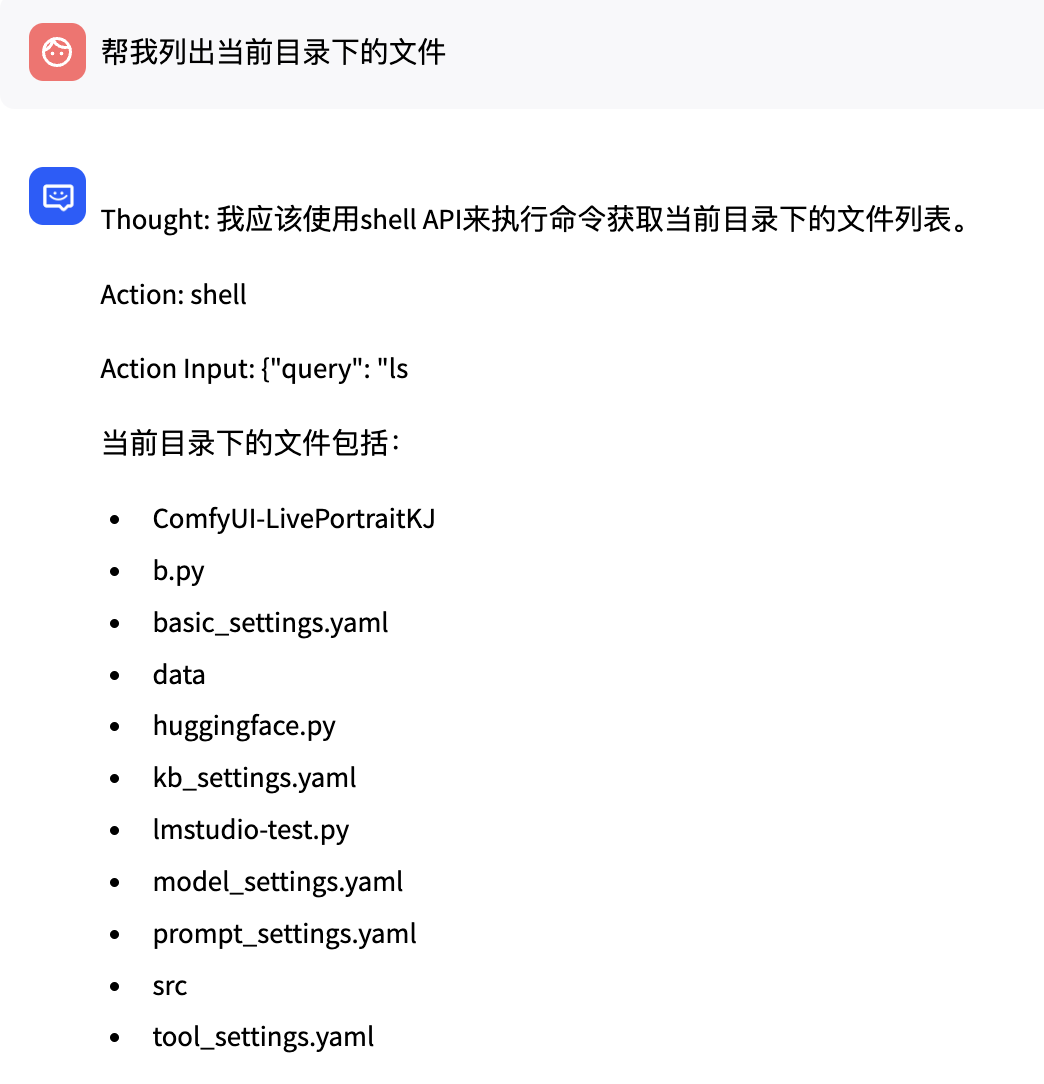 帮我列出当前目录下的文件
Thought: 我应该使用shell API来执行命令获取当前目录下的文件列表。
Action: shell
Action Input: {"query": "ls
当前目录下的文件包括：
• ComfyUI-LivePortraitKJ
• b.py
• basic_settings.yaml
• data
• huggingface.py
• kb_settings.yaml
• lmstudio-test.py
• model_settings.yaml
• prompt_settings.yaml
• src
• tool_settings.yaml